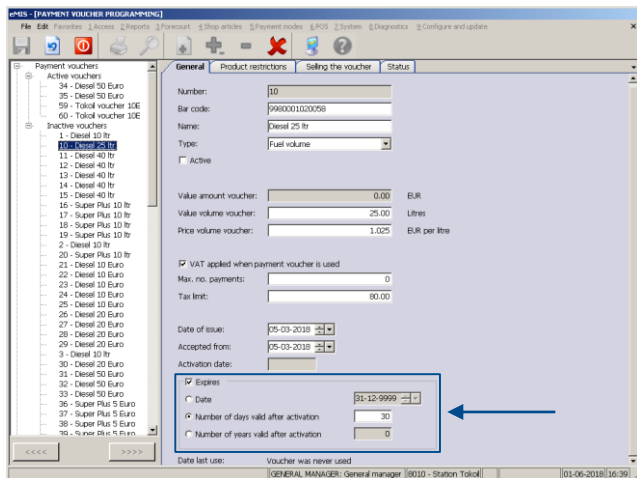 eMIS - [PAYMENT VOUCHER PROGRAMMING]
File Edit Favorites 1.Access 2.Reports 3.Forecourt 4.Shop articles 5.Payment modes 6.POS 7.System 8.Diagnostics 9.Configure and update
General Product restrictions Selling the voucher Status
Payment vouchers
Active vouchers
34 - Diesel 50 Euro
35 - Diesel 50 Euro
59 - Tokoil voucher 10E
60 - Tokoil voucher 10E
Inactive vouchers
1 - Diesel 10 ltr
10 - Diesel 25 ltr
11 - Diesel 40 ltr
12 - Diesel 40 ltr
13 - Diesel 40 ltr
14 - Diesel 40 ltr
15 - Diesel 40 ltr
16 - Super Plus 10 ltr
17 - Super Plus 10 ltr
18 - Super Plus 10 ltr
19 - Super Plus 10 ltr
2 - Diesel 10 ltr
20 - Super Plus 10 ltr
21 - Diesel 10 Euro
22 - Diesel 10 Euro
23 - Diesel 10 Euro
24 - Diesel 10 Euro
25 - Diesel 10 Euro
26 - Diesel 20 Euro
27 - Diesel 20 Euro
28 - Diesel 20 Euro
29 - Diesel 20 Euro
3 - Diesel 10 ltr
30 - Diesel 20 Euro
31 - Diesel 50 Euro
32 - Diesel 50 Euro
33 - Diesel 50 Euro
36 - Super Plus 5 Euro
37 - Super Plus 5 Euro
38 - Super Plus 5 Euro
39 - Super Plus 5 Euro
<<<< >>>>
Number: 10
Bar code: 9980001020058
Name: Diesel 25 ltr
Type: Fuel volume
Active
Value amount voucher: 0.00 EUR
Value volume voucher: 25.00 Litres
Price volume voucher: 1.025 EUR per litre
VAT applied when payment voucher is used
Max. no. payments: 0
Tax limit: 80.00
Date of issue: 05-03-2018
Accepted from: 05-03-2018
Activation date:
Expires
Date 31-12-9999
Number of days valid after activation 30
Number of years valid after activation 0
Date last use: Voucher was never used
GENERAL MANAGER: General manager 8010 - Station Tokoil 01-06-2018 16:39